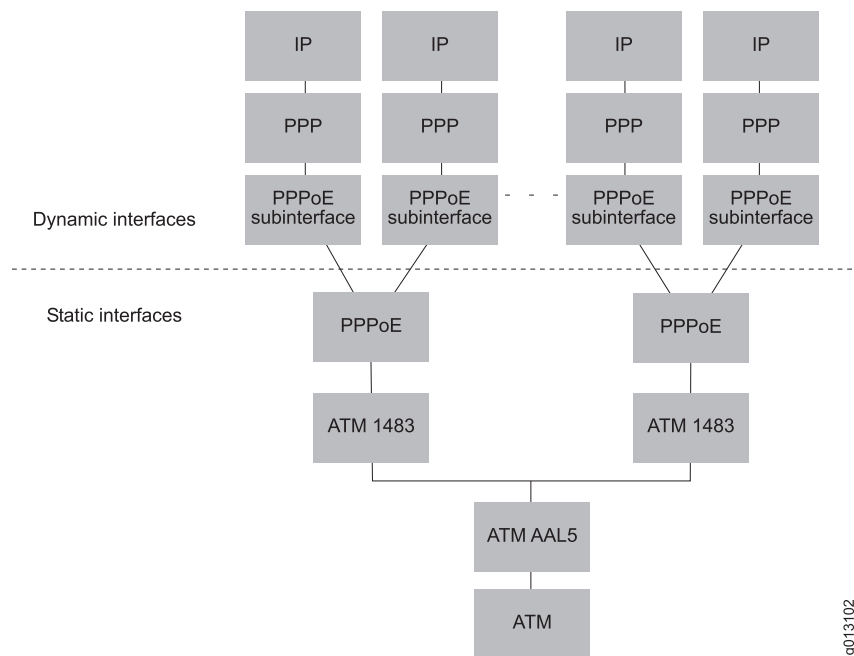 IP
IP
IP
IP
PPP
PPP
PPP
PPP
PPPoE
subinterface
PPPoE
subinterface
PPPoE
subinterface
PPPoE
subinterface
Dynamic interfaces
Static interfaces
PPPoE
PPPoE
ATM 1483
ATM 1483
ATM AAL5
ATM
g013102